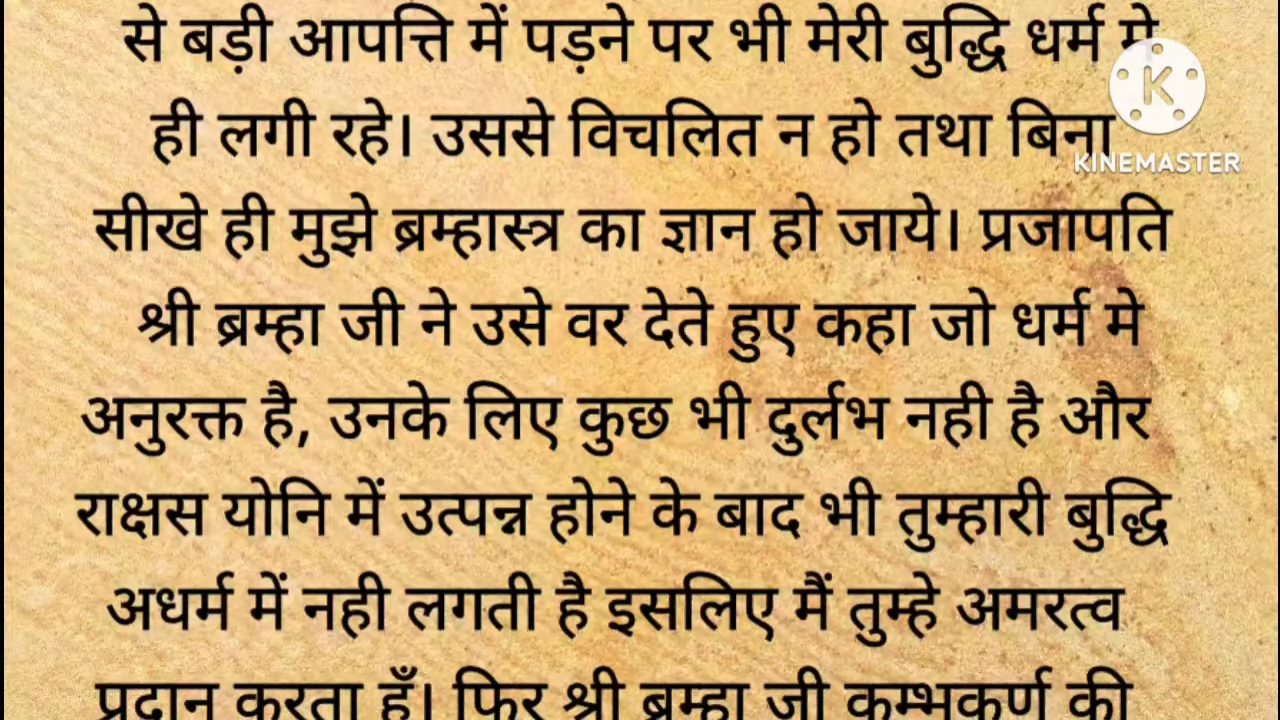 से बड़ी आपत्ति में पड़ने पर भी मेरी बुद्धि धर्म मे
ही लगी रहे। उससे विचलित न हो तथा बिना
KINEMASTER
सीखे ही मुझे ब्रम्हास्त्र का ज्ञान हो जाये। प्रजापति
श्री ब्रम्हा जी ने उसे वर देते हुए कहा जो धर्म मे
अनुरक्त है, उनके लिए कुछ भी दुर्लभ नही है और
राक्षस योनि में उत्पन्न होने के बाद भी तुम्हारी बुद्धि
अधर्म में नही लगती है इसलिए मैं तुम्हे अमरत्व
प्रदान करता हूँ। फिर श्री ब्रम्हा जी कुम्भकर्ण की